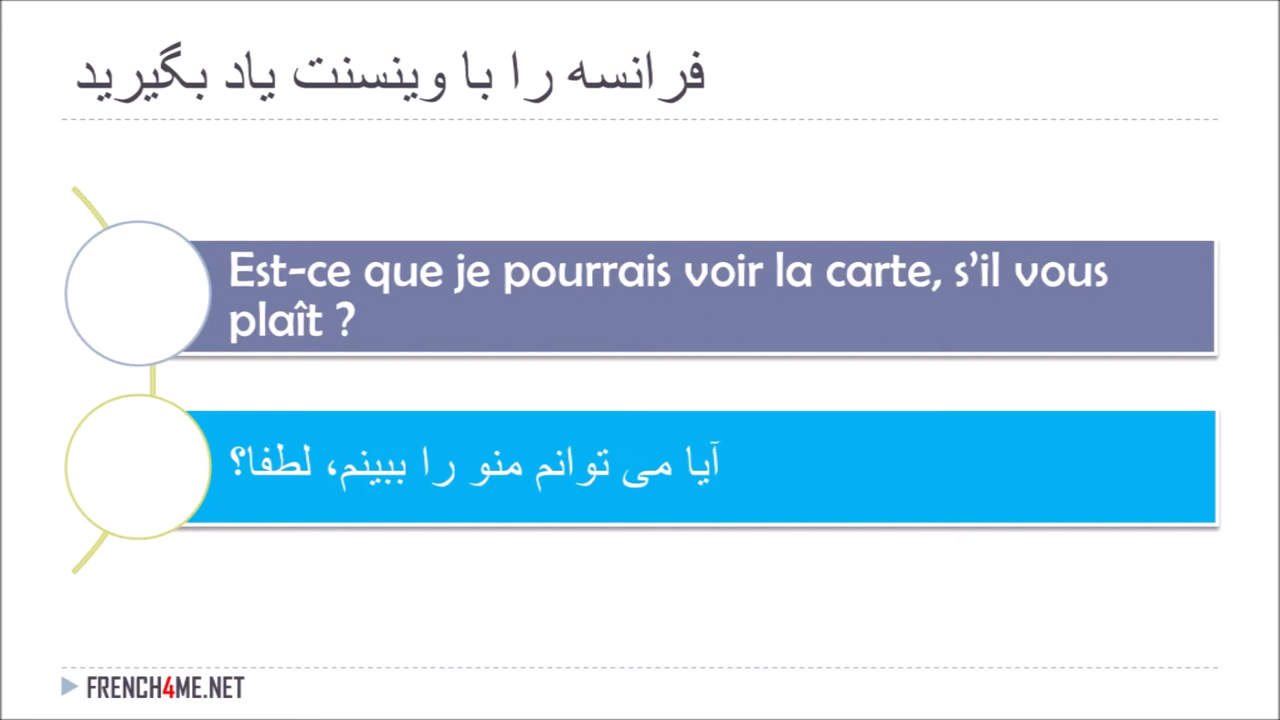 فرانسه را با وینسنت یاد بگیرید
Est-ce que je pourrais voir la carte, s’il vous
plaît ?
آیا می توانم منو را ببینم، لطفا؟
FRENCH4ME.NET